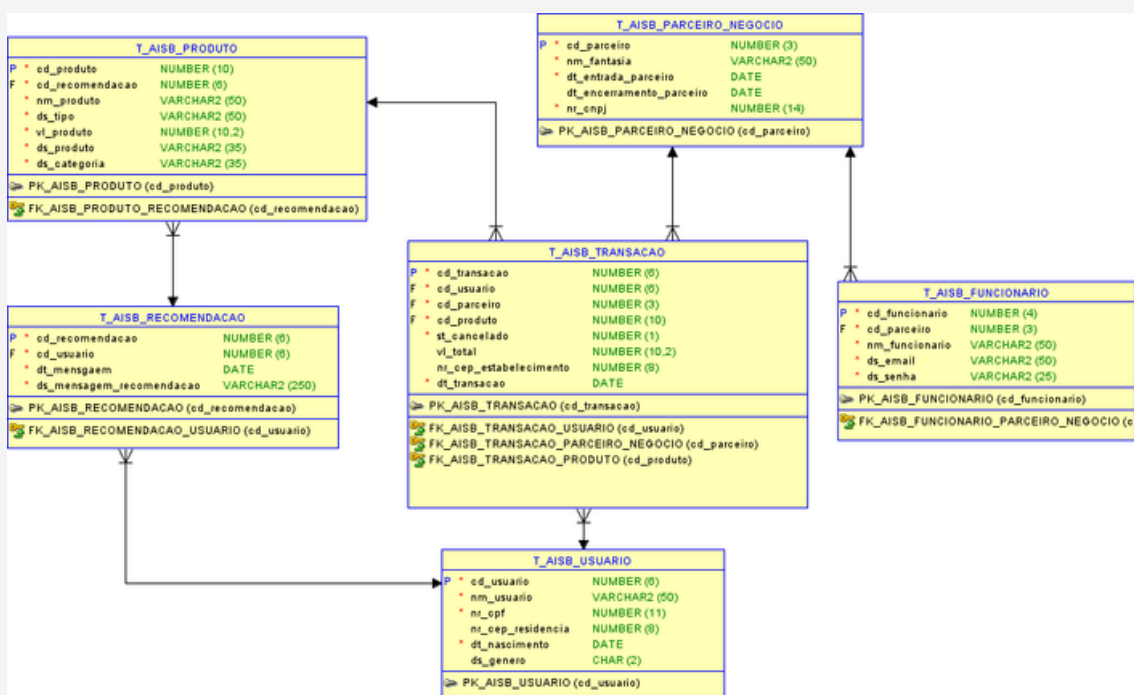 T_AISB_PRODUTO
P * cd_produto NUMBER (10)
F * cd_recomendacao NUMBER (6)
* nm_produto VARCHAR2 (50)
* ds_tipo VARCHAR2 (50)
* vl_produto NUMBER (10,2)
* ds_produto VARCHAR2 (35)
* ds_categoria VARCHAR2 (35)
PK_AISB_PRODUTO (cd_produto)
FK_AISB_PRODUTO_RECOMENDACAO (cd_recomendacao)
T_AISB_PARCEIRO_NEGOCIO
P * cd_parceiro NUMBER (3)
* nm_fantasia VARCHAR2 (50)
* dt_entrada_parceiro DATE
dt_encerramento_parceiro DATE
* nr_cnpj NUMBER (14)
PK_AISB_PARCEIRO_NEGOCIO (cd_parceiro)
T_AISB_RECOMENDACAO
P * cd_recomendacao NUMBER (6)
F * cd_usuario NUMBER (6)
* dt_mensgaem DATE
* ds_mensagem_recomendacao VARCHAR2 (250)
PK_AISB_RECOMENDACAO (cd_recomendacao)
FK_AISB_RECOMENDACAO_USUARIO (cd_usuario)
T_AISB_TRANSACAO
P * cd_transacao NUMBER (6)
F * cd_usuario NUMBER (6)
F * cd_parceiro NUMBER (3)
F * cd_produto NUMBER (10)
* st_cancelado NUMBER (1)
vl_total NUMBER (10,2)
nr_cep_estabelecimento NUMBER (8)
* dt_transacao DATE
PK_AISB_TRANSACAO (cd_transacao)
FK_AISB_TRANSACAO_USUARIO (cd_usuario)
FK_AISB_TRANSACAO_PARCEIRO_NEGOCIO (cd_parceiro)
FK_AISB_TRANSACAO_PRODUTO (cd_produto)
T_AISB_FUNCIONARIO
P * cd_funcionario NUMBER (4)
F * cd_parceiro NUMBER (3)
* nm_funcionario VARCHAR2 (50)
* ds_email VARCHAR2 (50)
* ds_senha VARCHAR2 (25)
PK_AISB_FUNCIONARIO (cd_funcionario)
FK_AISB_FUNCIONARIO_PARCEIRO_NEGOCIO (c
T_AISB_USUARIO
P * cd_usuario NUMBER (6)
* nm_usuario VARCHAR2 (50)
* nr_cpf NUMBER (11)
nr_cep_residencia NUMBER (8)
* dt_nascimento DATE
ds_genero CHAR (2)
PK_AISB_USUARIO (cd_usuario)